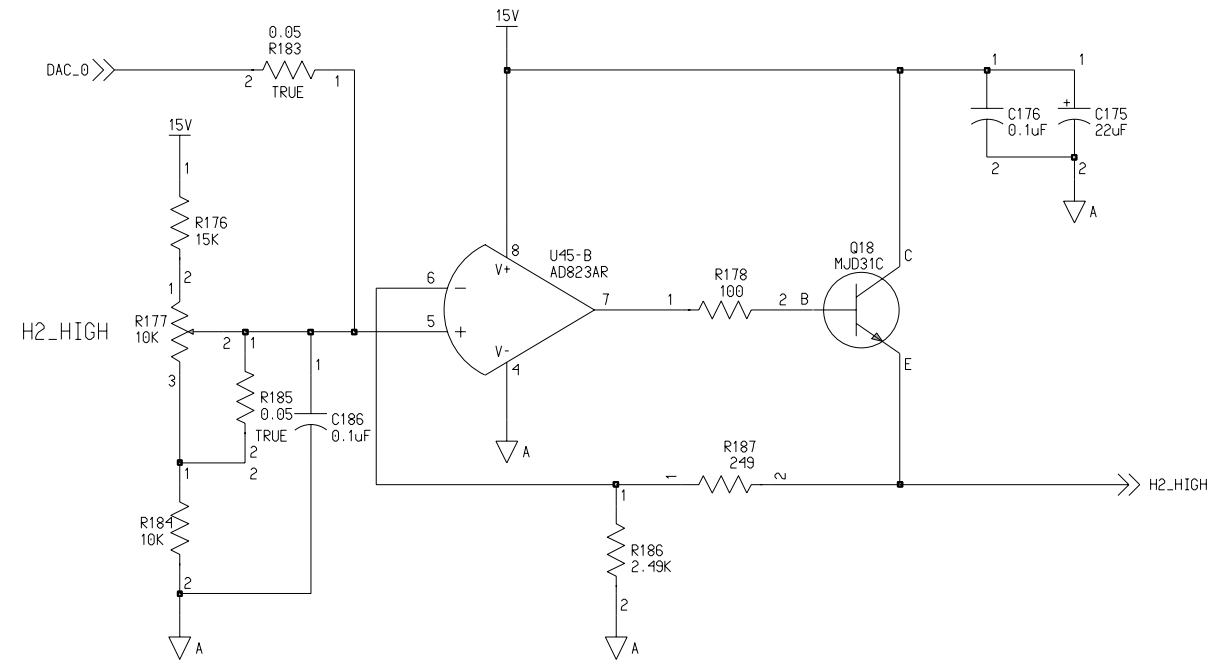 15V
0.05
R183
DAC_0
2
1
TRUE
1
1
15V
C176
0.1uF
+
C175
22uF
2
2
A
1
R176
15K
2
1
R177
10K
H2_HIGH
2
1
3
8
V+
U45-B
AD823AR
6
−
5
+
7
V-
4
A
1
R178
100
2
B
Q18
MJD31C
C
E
1
R185
0.05
TRUE
2
2
C186
0.1uF
1
R184
10K
2
A
R187
249
1
2
H2_HIGH
1
R186
2.49K
2
A